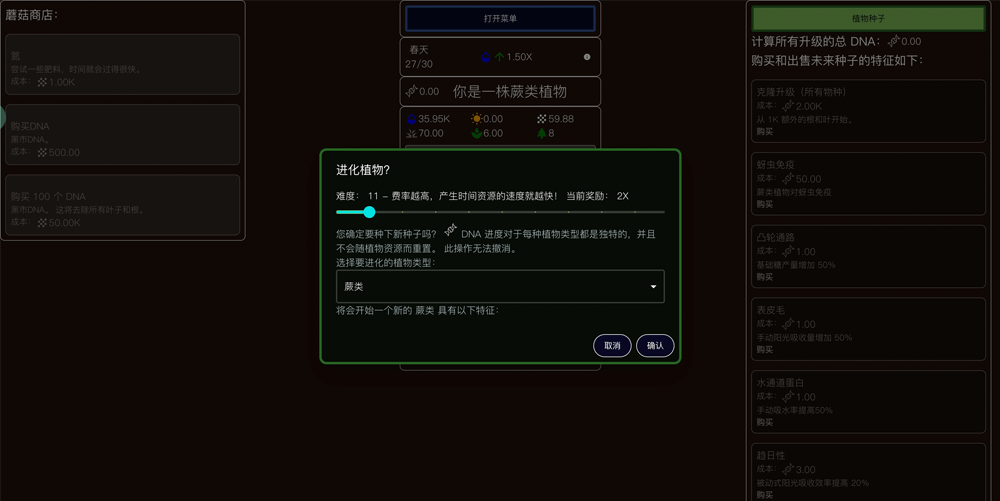 蘑菇商店:
氮
尝试一些肥料，时间就会过得很快。
成本: 1.00K
购买DNA
黑市DNA。
成本: 500.00
购买 100 个 DNA
黑市DNA。 这将去除所有叶子和根。
成本: 50.00K
打开菜单
春天
27/30
1.50X
0.00
你是一株蕨类植物
35.95K
0.00
59.88
70.00
6.00
8
进化植物?
难度: 11 - 费率越高，产生时间资源的速度就越快! 当前奖励: 2X
您确定要种下新种子吗? DNA 进度对于每种植物类型都是独特的，并且
不会随植物资源而重置。 此操作无法撤消。
选择要进化的植物类型:
蕨类
将会开始一个新的 蕨类 具有以下特征:
取消
确认
植物种子
计算所有升级的总 DNA: 0.00
购买和出售未来种子的特征如下:
克隆升级（所有物种）
成本: 2.00K
从 1K 额外的根和叶开始。
购买
蚜虫免疫
成本: 50.00
蕨类植物对蚜虫免疫
购买
凸轮通路
成本: 1.00
基础糖产量增加 50%
购买
表皮毛
成本: 1.00
手动阳光吸收量增加 50%
购买
水通道蛋白
成本: 1.00
手动吸水率提高50%
购买
趋日性
成本: 3.00
被动式阳光吸收效率提高 20%
购买